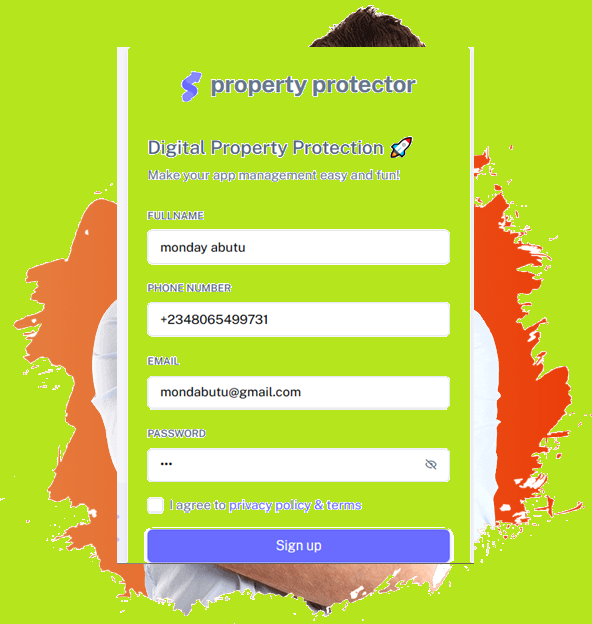 property protector
Digital Property Protection 🚀
Make your app management easy and fun!
FULLNAME
monday abutu
PHONE NUMBER
+2348065499731
EMAIL
mondabutu@gmail.com
PASSWORD
•••
I agree to privacy policy & terms
Sign up